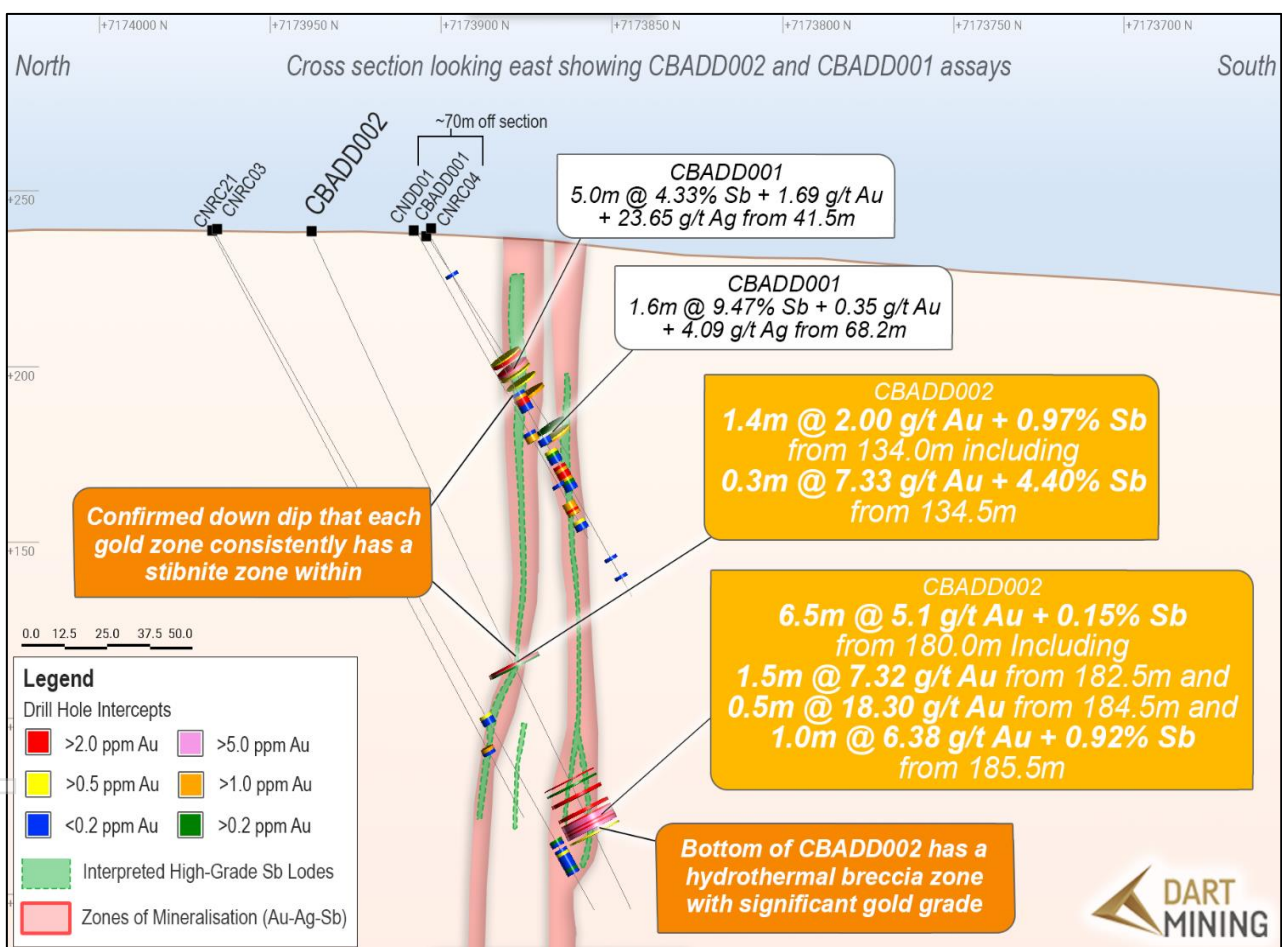 +7174000 N
+7173950 N
+7173900 N
+7173850 N
+7173800 N
+7173750 N
+7173700 N
North
Cross section looking east showing CBADD002 and CBADD001 assays
South
~70m off section
CNRC21
CNRC03
CBADD002
CNDD01
CBADD001
CNRC04
+250
+200
+150
CBADD001
5.0m @ 4.33% Sb + 1.69 g/t Au
+ 23.65 g/t Ag from 41.5m
CBADD001
1.6m @ 9.47% Sb + 0.35 g/t Au
+ 4.09 g/t Ag from 68.2m
CBADD002
1.4m @ 2.00 g/t Au + 0.97% Sb
from 134.0m including
0.3m @ 7.33 g/t Au + 4.40% Sb
from 134.5m
Confirmed down dip that each
gold zone consistently has a
stibnite zone within
CBADD002
6.5m @ 5.1 g/t Au + 0.15% Sb
from 180.0m Including
1.5m @ 7.32 g/t Au from 182.5m and
0.5m @ 18.30 g/t Au from 184.5m and
1.0m @ 6.38 g/t Au + 0.92% Sb
from 185.5m
0.0 12.5 25.0 37.5 50.0
Legend
Drill Hole Intercepts
>2.0 ppm Au >5.0 ppm Au
>0.5 ppm Au >1.0 ppm Au
<0.2 ppm Au >0.2 ppm Au
Interpreted High-Grade Sb Lodes
Zones of Mineralisation (Au-Ag-Sb)
Bottom of CBADD002 has a
hydrothermal breccia zone
with significant gold grade
DART
MINING